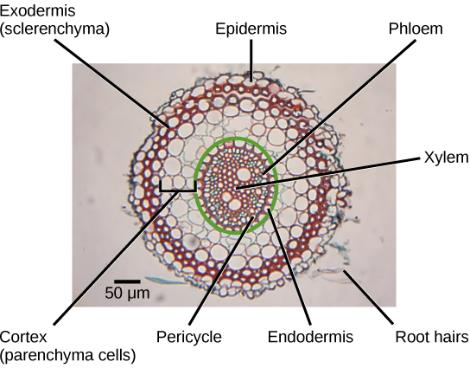 Exodermis
(sclerenchyma)
Epidermis
Phloem
Xylem
50 µm
Cortex
(parenchyma cells)
Pericycle
Endodermis
Root hairs